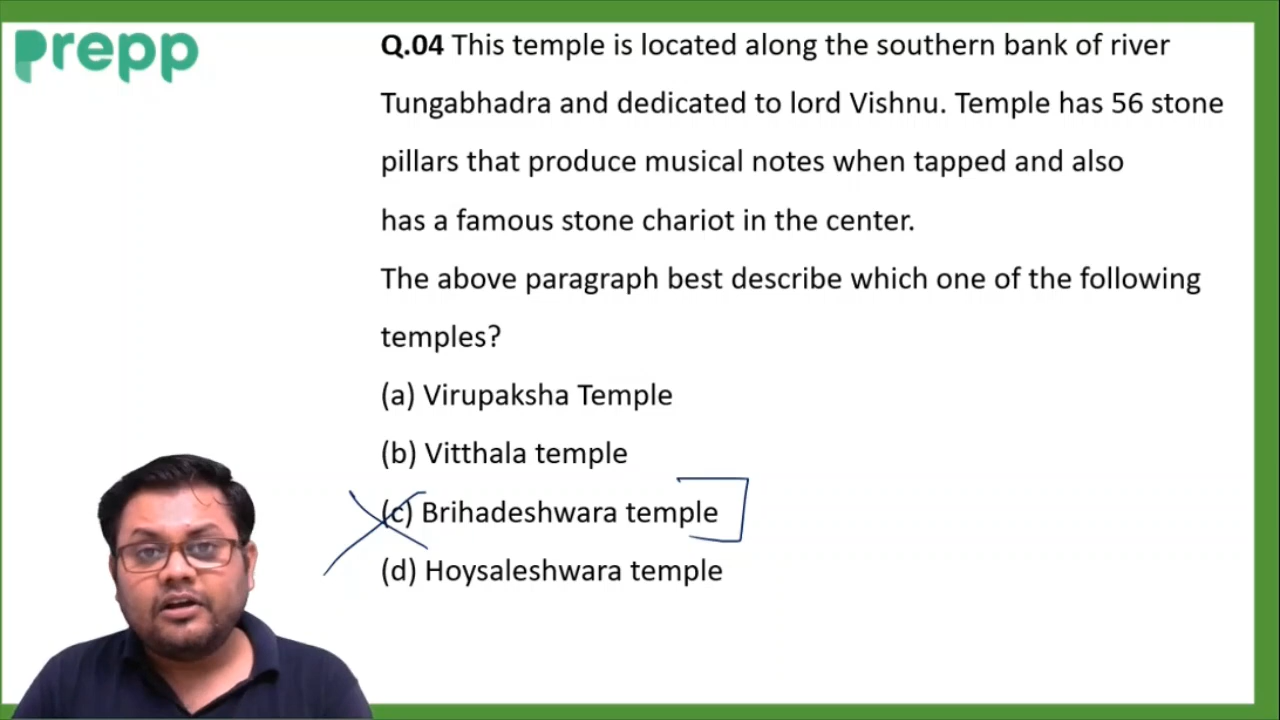 prepp
Q.04 This temple is located along the southern bank of river
Tungabhadra and dedicated to lord Vishnu. Temple has 56 stone
pillars that produce musical notes when tapped and also
has a famous stone chariot in the center.
The above paragraph best describe which one of the following
temples?
(a) Virupaksha Temple
(b) Vitthala temple
(c) Brihadeshwara temple
(d) Hoysaleshwara temple